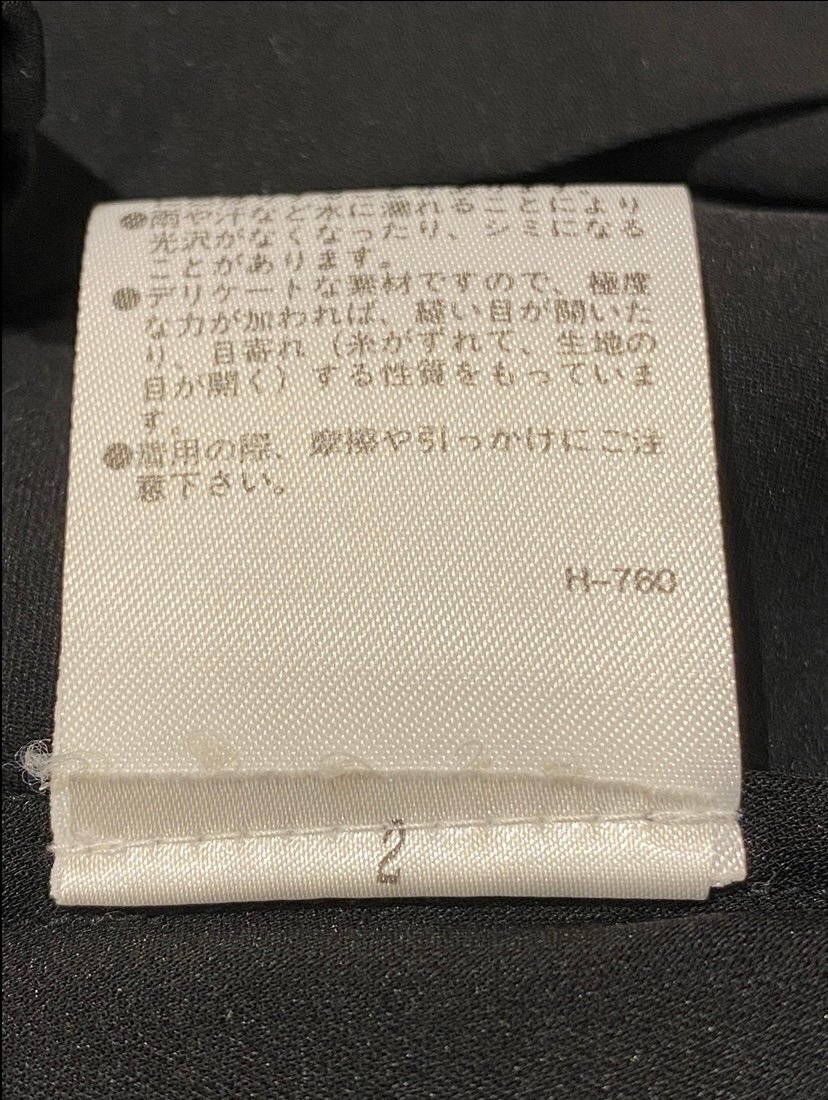 ●雨や汗など水に濡れることにより
光沢がなくなったり、シミになる
ことがあります。
●デリケートな素材ですので、極度
な力が加われば、縫い目が開いた
り、目寄れ（糸がずれて、生地の
目が開く）する性質をもっていま
す。
●着用の際、摩擦や引っかけにご注
意下さい。
H-760
2